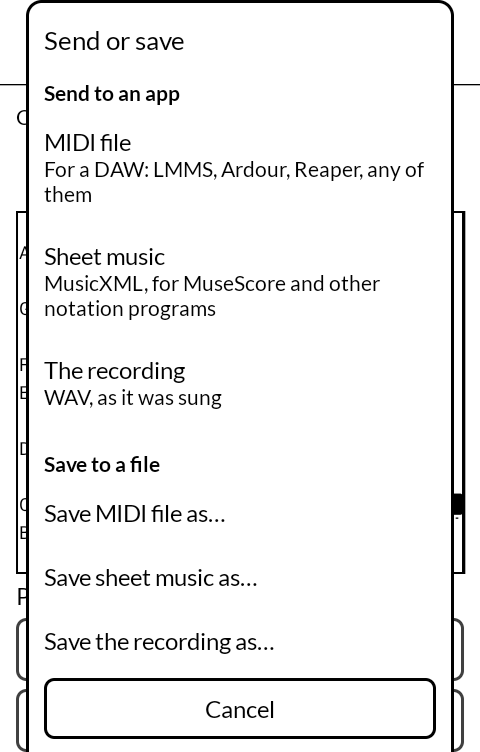 Send or save
Send to an app
MIDI file
For a DAW: LMMS, Ardour, Reaper, any of
them
Sheet music
MusicXML, for MuseScore and other
notation programs
The recording
WAV, as it was sung
Save to a file
Save MIDI file as...
Save sheet music as...
Save the recording as...
Cancel